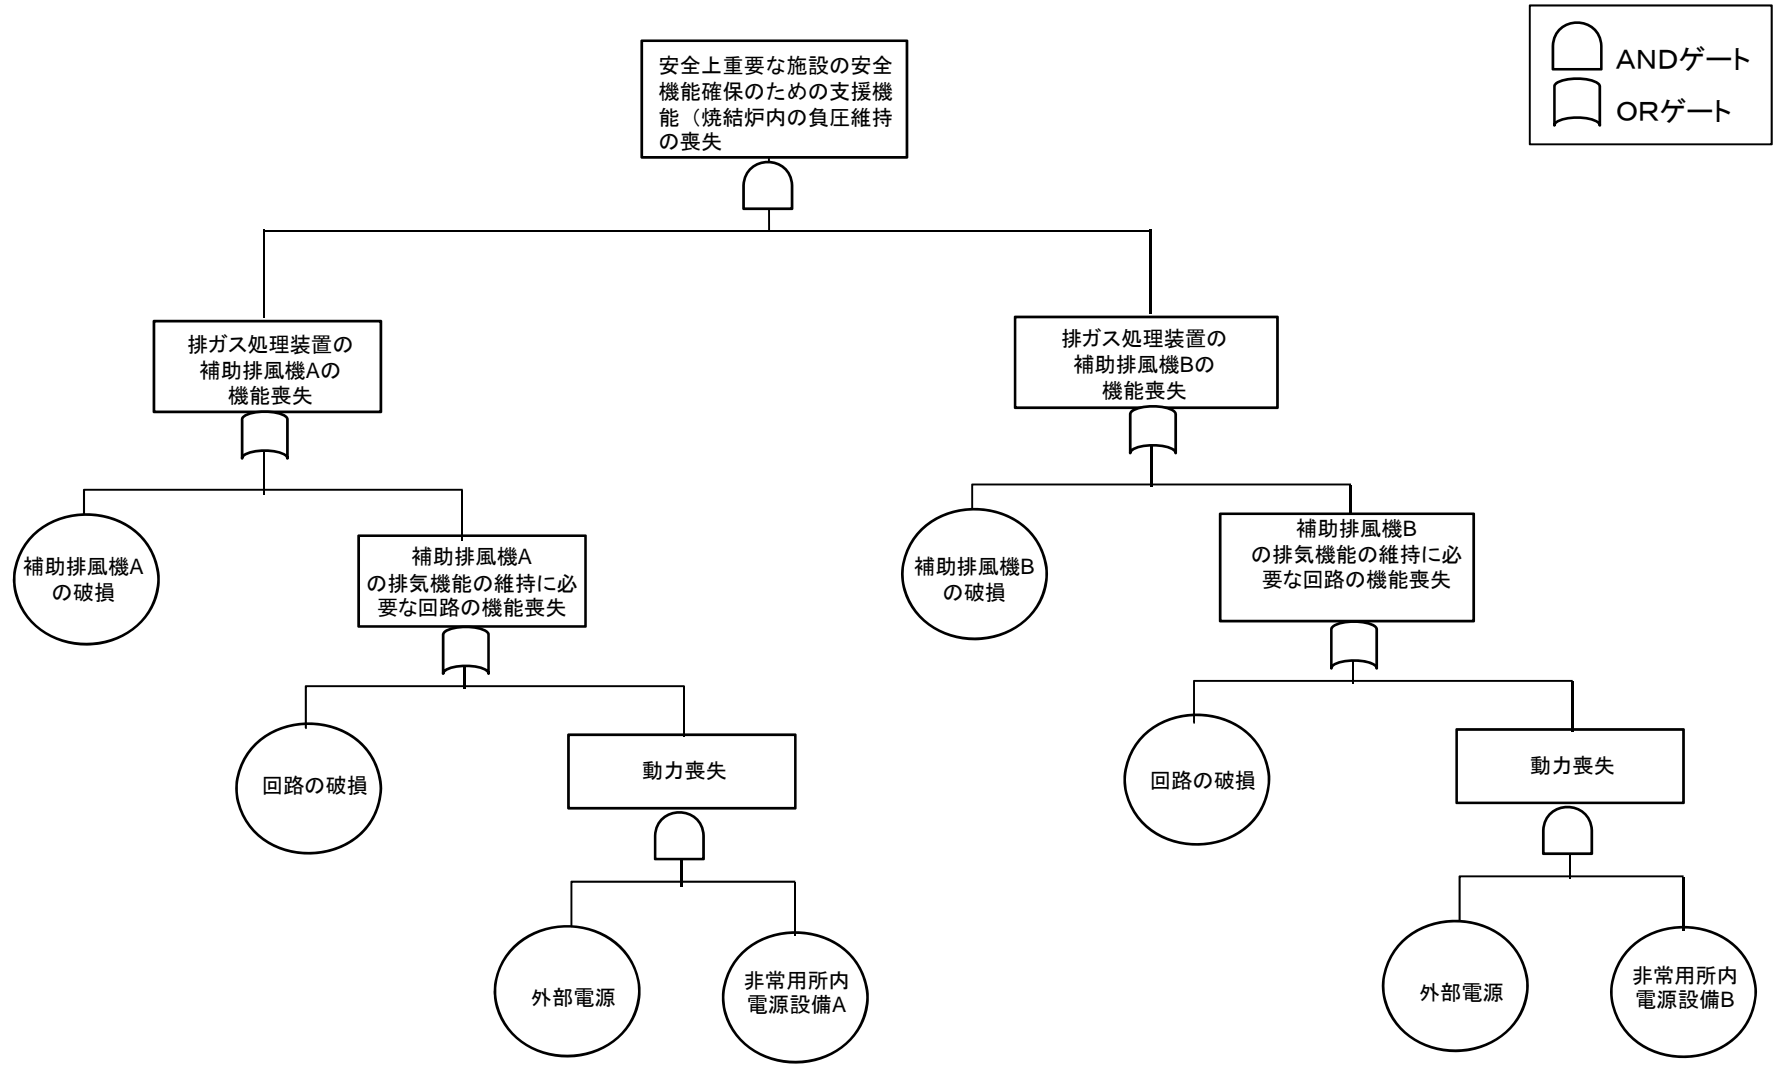 ANDゲート
ORゲート
安全上重要な施設の安全
機能確保のための支援機
能（焼結炉内の負圧維持
の喪失
排ガス処理装置の
補助排風機Aの
機能喪失
排ガス処理装置の
補助排風機Bの
機能喪失
補助排風機A
の破損
補助排風機A
の排気機能の維持に必
要な回路の機能喪失
補助排風機B
の破損
補助排風機B
の排気機能の維持に必
要な回路の機能喪失
回路の破損
動力喪失
回路の破損
動力喪失
外部電源
非常用所内
電源設備A
外部電源
非常用所内
電源設備B